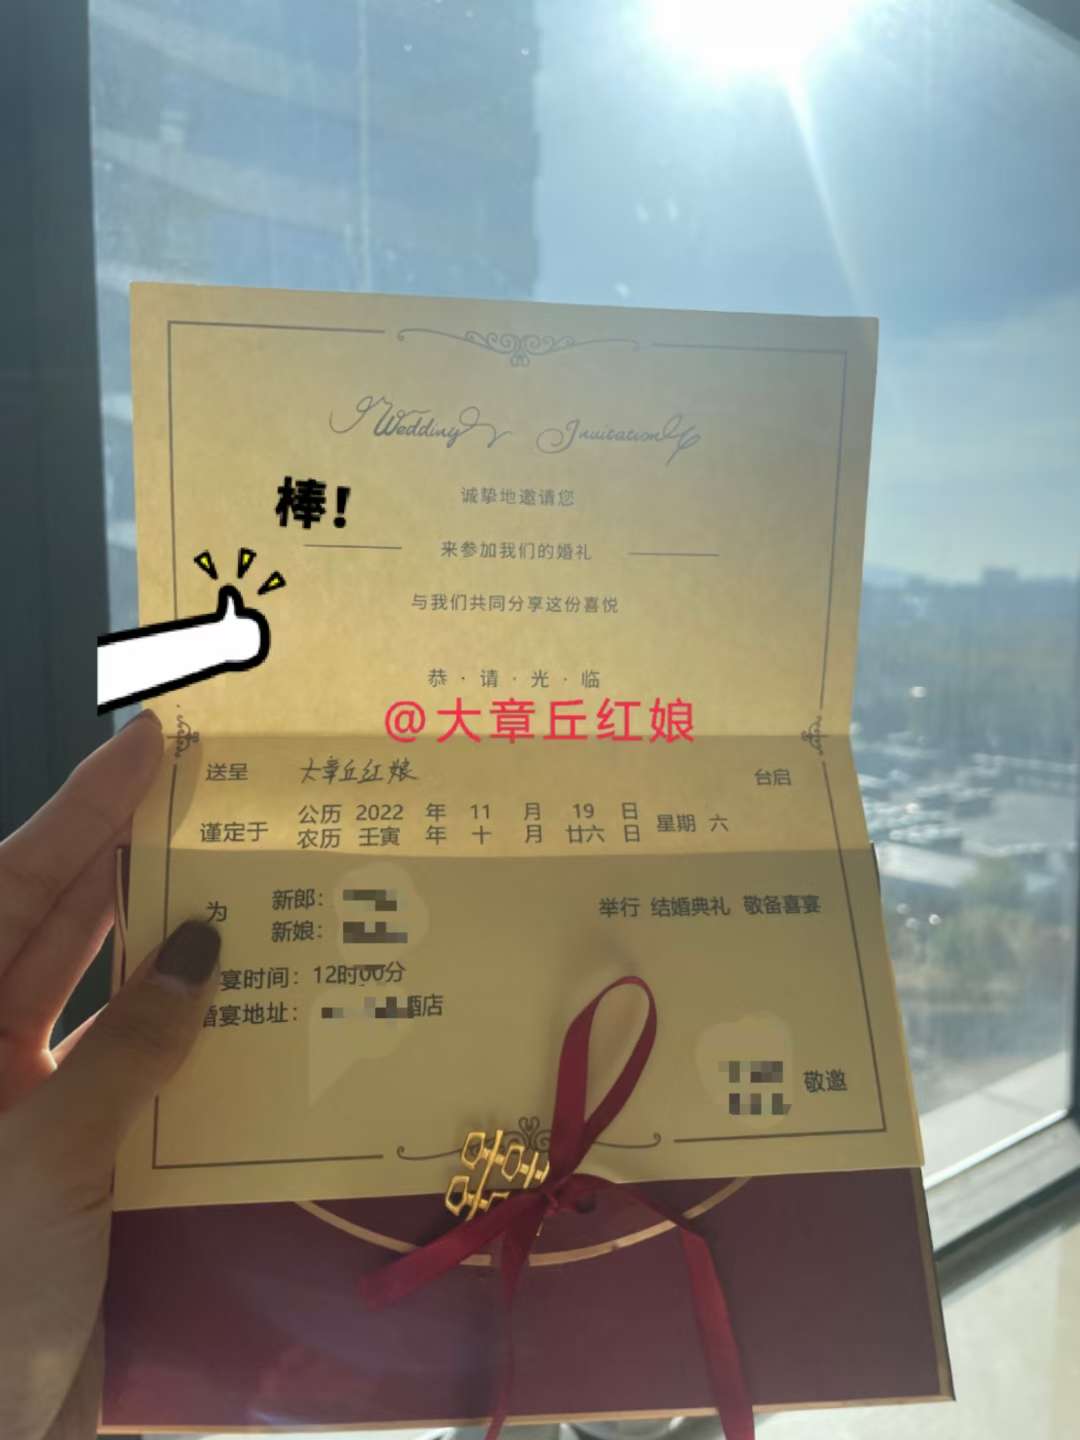 Wedding Invitation
诚挚地邀请您
棒!
来参加我们的婚礼
与我们共同分享这份喜悦
恭·请·光·临
@大章丘红娘
送呈 大章丘红娘 台启
谨定于 公历 2022 年 11 月 19 日 星期 六
农历 壬寅 年 十 月 廿六 日
为 新郎: 举行 结婚典礼 敬备喜宴
新娘:
宴时间: 12时00分
婚宴地址: 酒店
敬邀